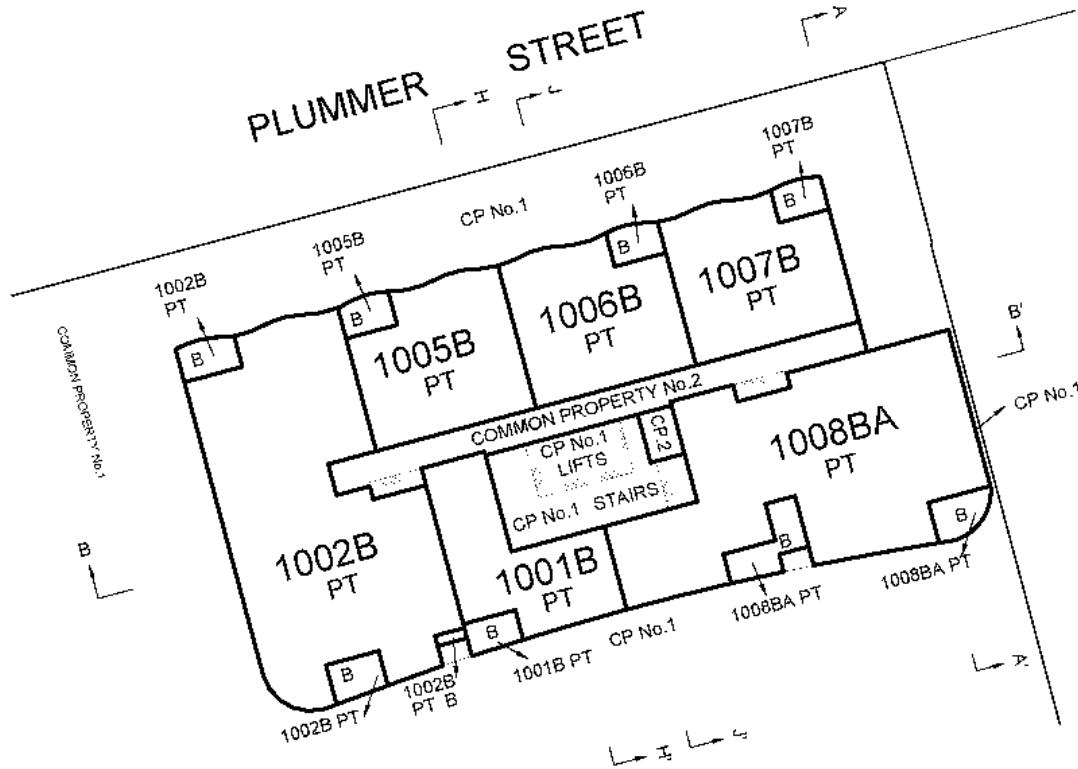 PLUMMER STREET
A
H
J
1007B
PT
1006B
PT
CP No.1
1005B
PT
1002B
PT
B
B
B
B
1007B
PT
1006B
PT
1005B
PT
COMMON PROPERTY No.1
B'
COMMON PROPERTY No.2
CP No.1
CP No.1
LIFTS
CP 2
1008BA
PT
CP No.1 STAIRS
B
1002B
PT
1001B
PT
B
B
B
B
1008BA PT
1008BA PT
CP No.1
1001B PT
1002B
PT B
1002B PT
A'
H'
J'